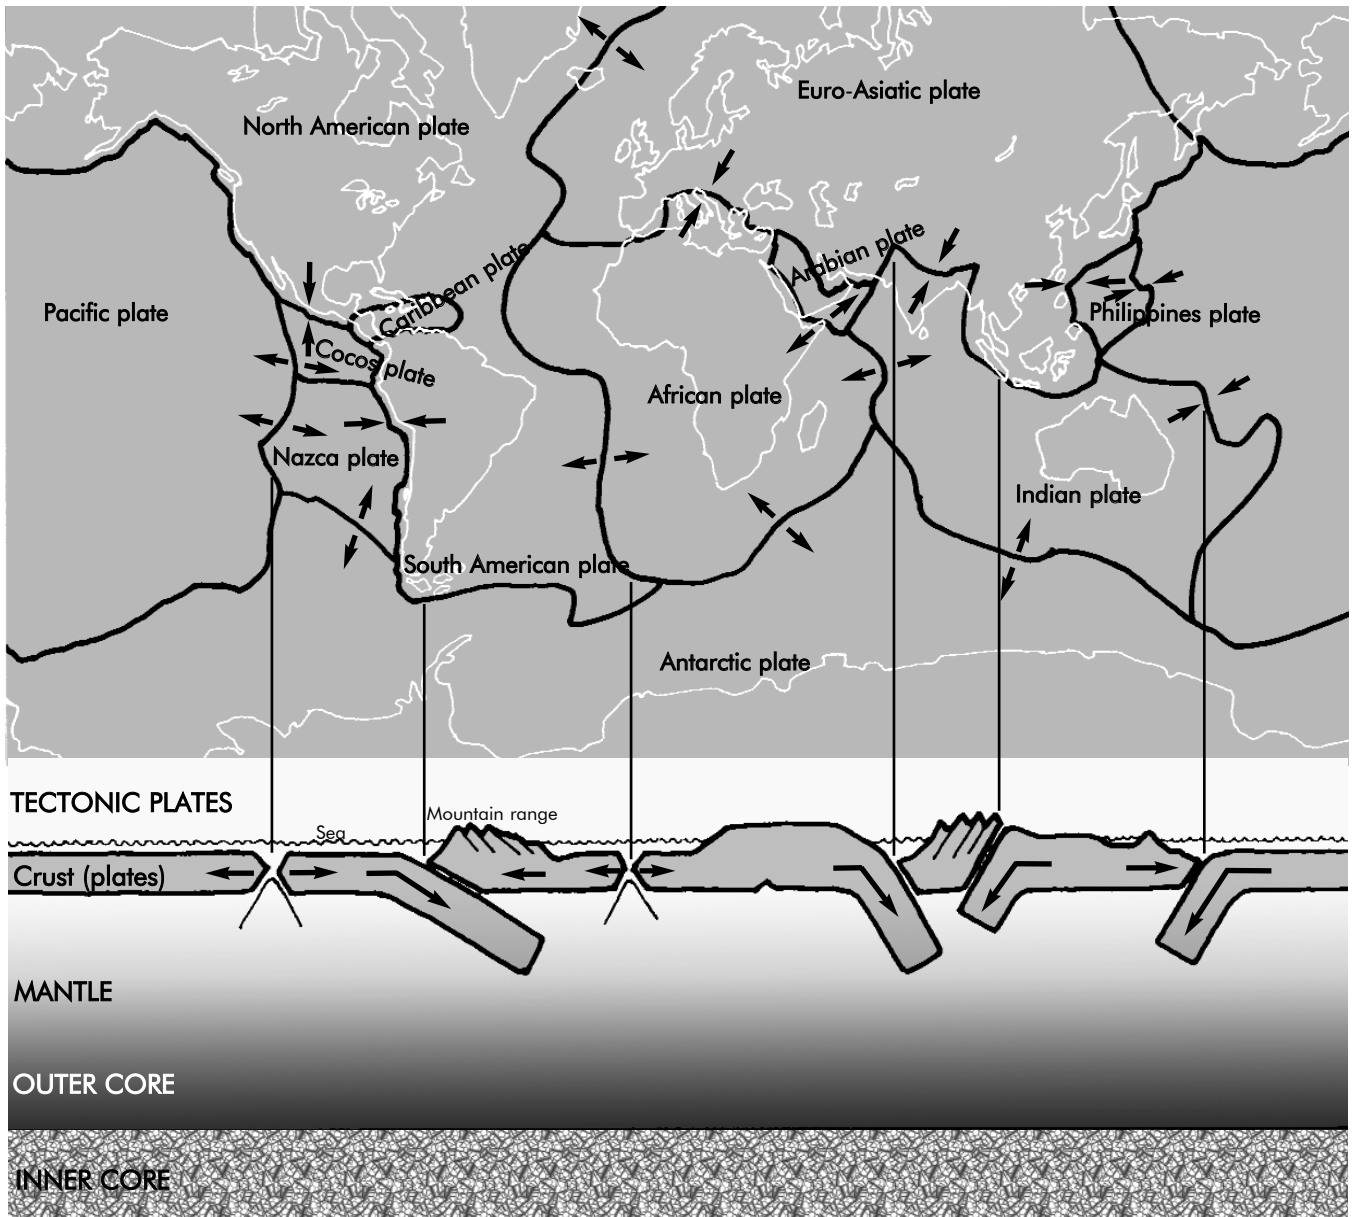 Euro-Asiatic plate
North American plate
Arabian plate
Caribbean plate
Pacific plate
Philippines plate
Cocos plate
African plate
Nazca plate
Indian plate
South American plate
Antarctic plate
TECTONIC PLATES
Mountain range
Sea
Crust (plates)
MANTLE
OUTER CORE
INNER CORE